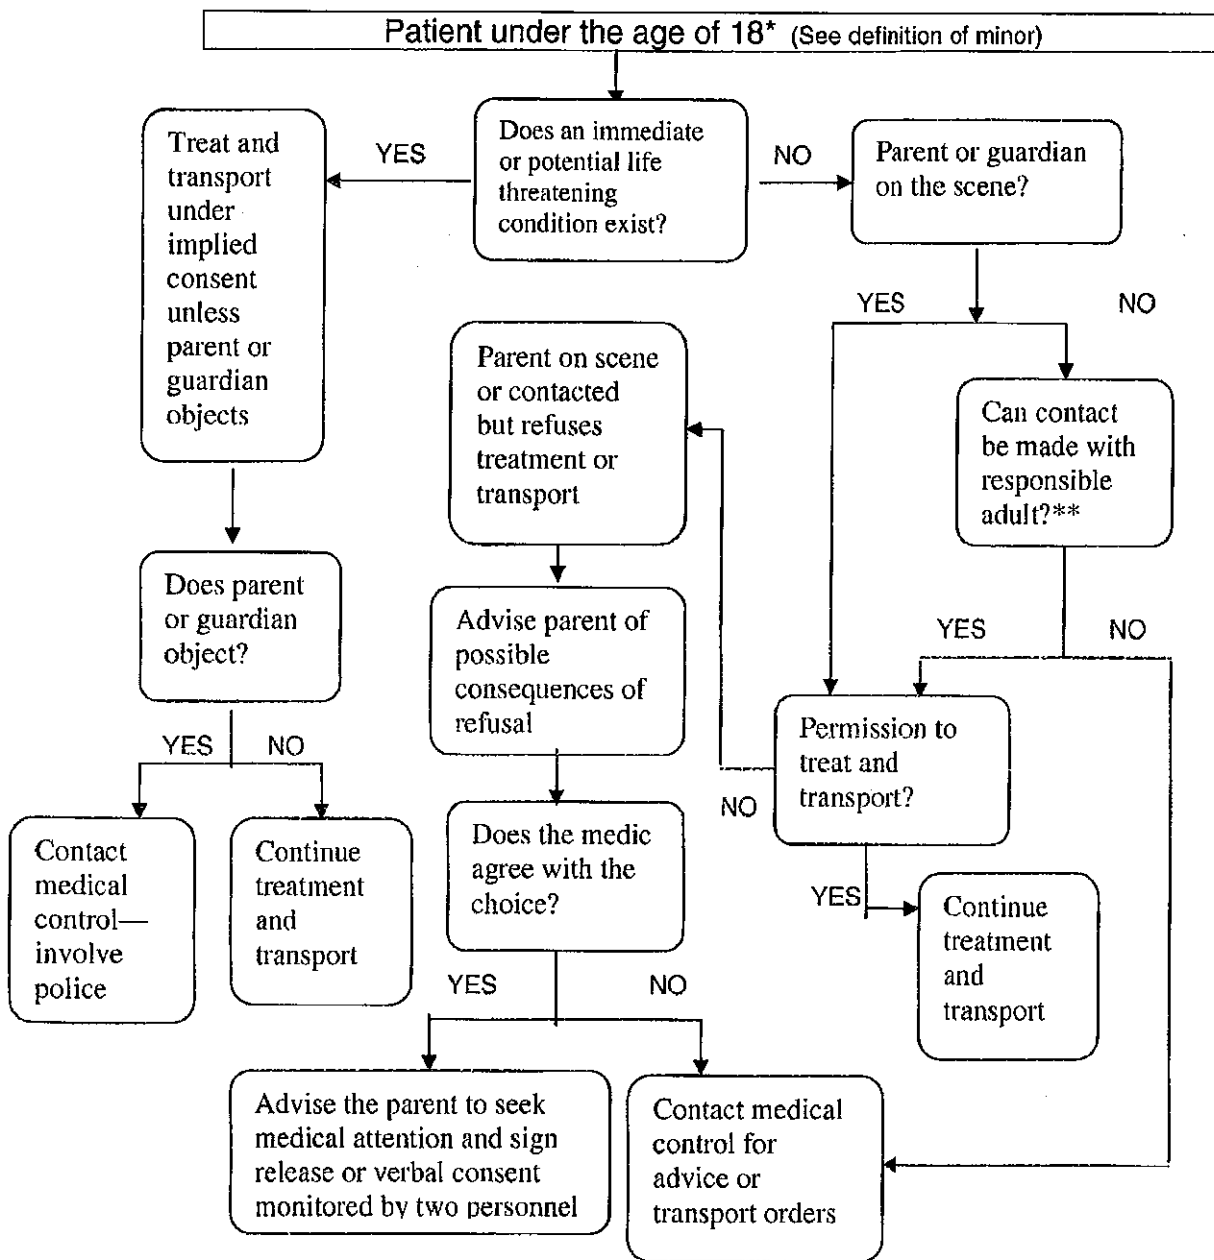 Patient under the age of 18* (See definition of minor)
Does an immediate
or potential life
threatening
condition exist?
YES
NO
Treat and
transport
under
implied
consent
unless
parent or
guardian
objects
Parent or guardian
on the scene?
YES
NO
Parent on scene
or contacted
but refuses
treatment or
transport
Can contact
be made with
responsible
adult?**
Does parent
or guardian
object?
Advise parent of
possible
consequences of
refusal
YES
NO
Permission to
treat and
transport?
YES
NO
NO
Contact
medical
control—
involve
police
Continue
treatment
and
transport
Does the medic
agree with the
choice?
YES
Continue
treatment
and
transport
YES
NO
Advise the parent to seek
medical attention and sign
release or verbal consent
monitored by two personnel
Contact medical
control for
advice or
transport orders